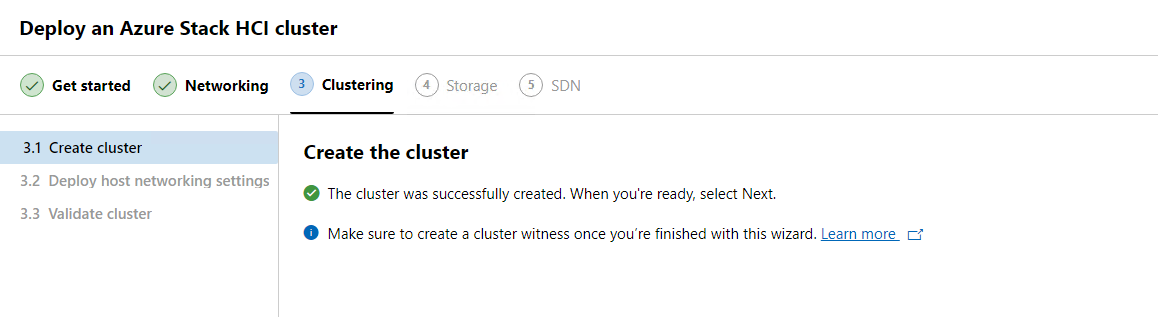 Deploy an Azure Stack HCI cluster
Get started
Networking
3 Clustering
4 Storage
5 SDN
3.1 Create cluster
3.2 Deploy host networking settings
3.3 Validate cluster
Create the cluster
The cluster was successfully created. When you're ready, select Next.
Make sure to create a cluster witness once you’re finished with this wizard. Learn more